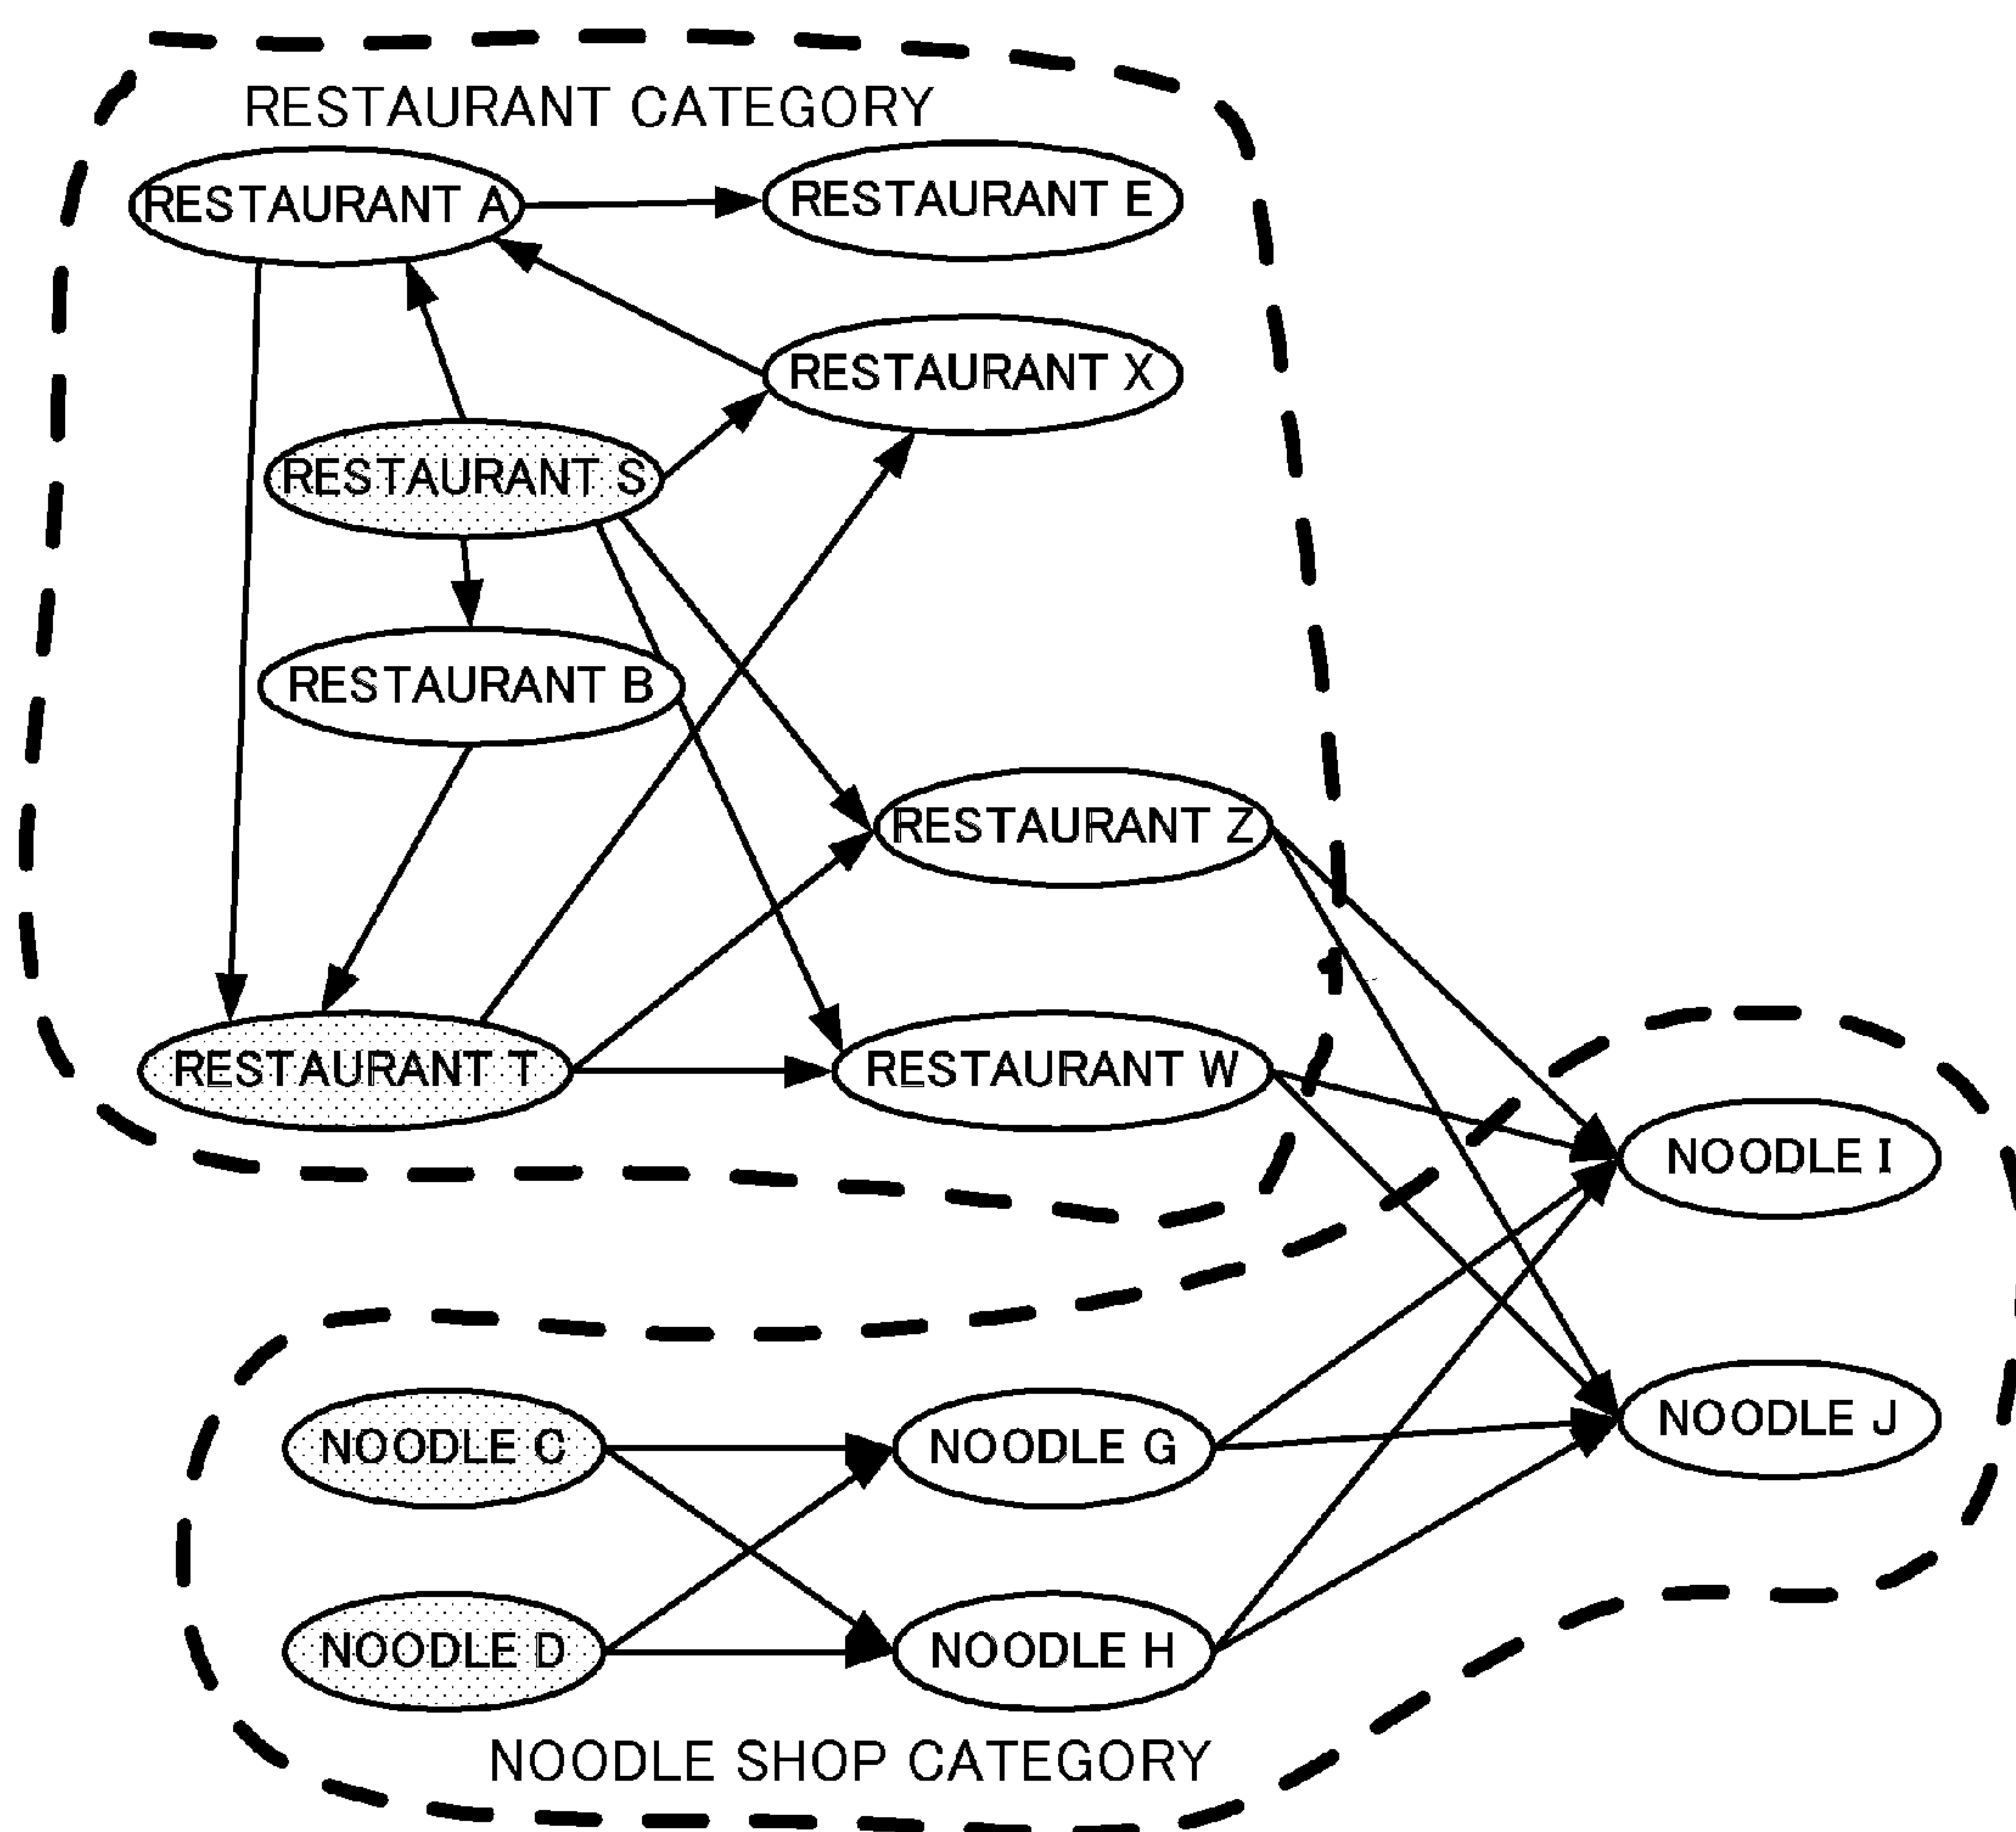 RESTAURANT CATEGORY
RESTAURANT A
RESTAURANT E
RESTAURANT X
RESTAURANT S
RESTAURANT B
RESTAURANT Z
RESTAURANT T
RESTAURANT W
NOODLE I
NOODLE J
NOODLE C
NOODLE G
NOODLE D
NOODLE H
NOODLE SHOP CATEGORY